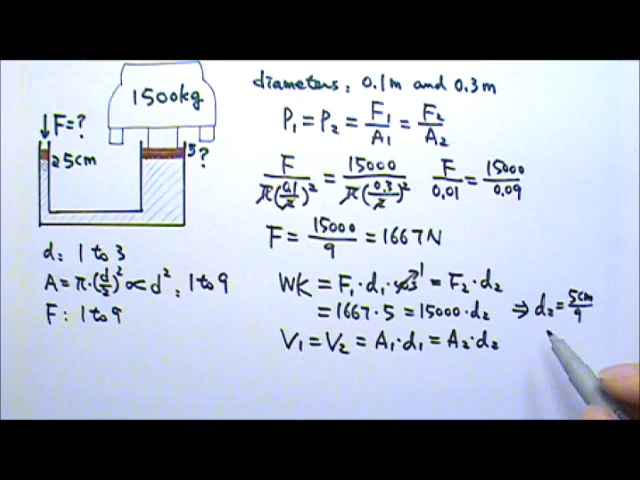 diameters: 0.1m and 0.3m
1500kg
F=?
25cm
5?
P₁ = P₂ = F₁/A₁ = F₂/A₂
F/(π(0.1/2)²) = 15000/(π(0.3/2)²) F/0.01 = 15000/0.09
F = 15000/9 = 1667N
d: 1 to 3
A = π·(d/2)² ∝ d²: 1 to 9
F: 1 to 9
WK = F₁·d₁·cos° 1 = F₂·d₂
= 1667·5 = 15000·d₂ ⇒ d₂ = 5cm/9
V₁ = V₂ = A₁·d₁ = A₂·d₂